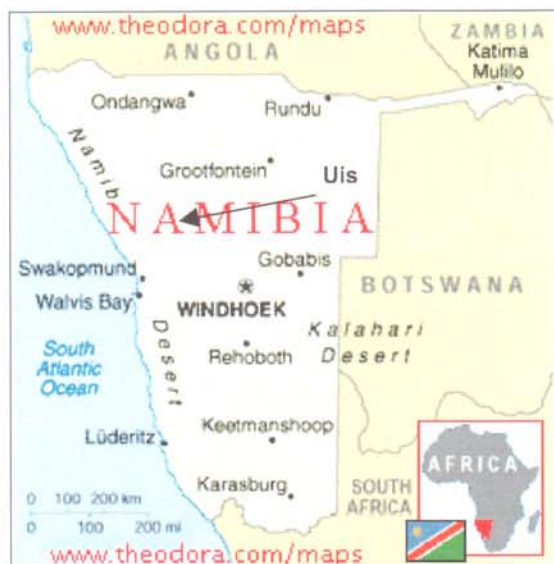 www.theodora.com/maps
ANGOLA
ZAMBIA
Katima
Mulilo
Ondangwa
Rundu
Namib
Grootfontein
Uis
NAMIBIA
Swakopmund
Gobabis
BOTSWANA
Walvis Bay
WINDHOEK
Kalahari
Desert
South
Atlantic
Ocean
Desert
Rehoboth
Lüderitz
Keetmanshoop
AFRICA
Karasburg
SOUTH
AFRICA
0 100 200 km
0 200 mi
www.theodora.com/maps